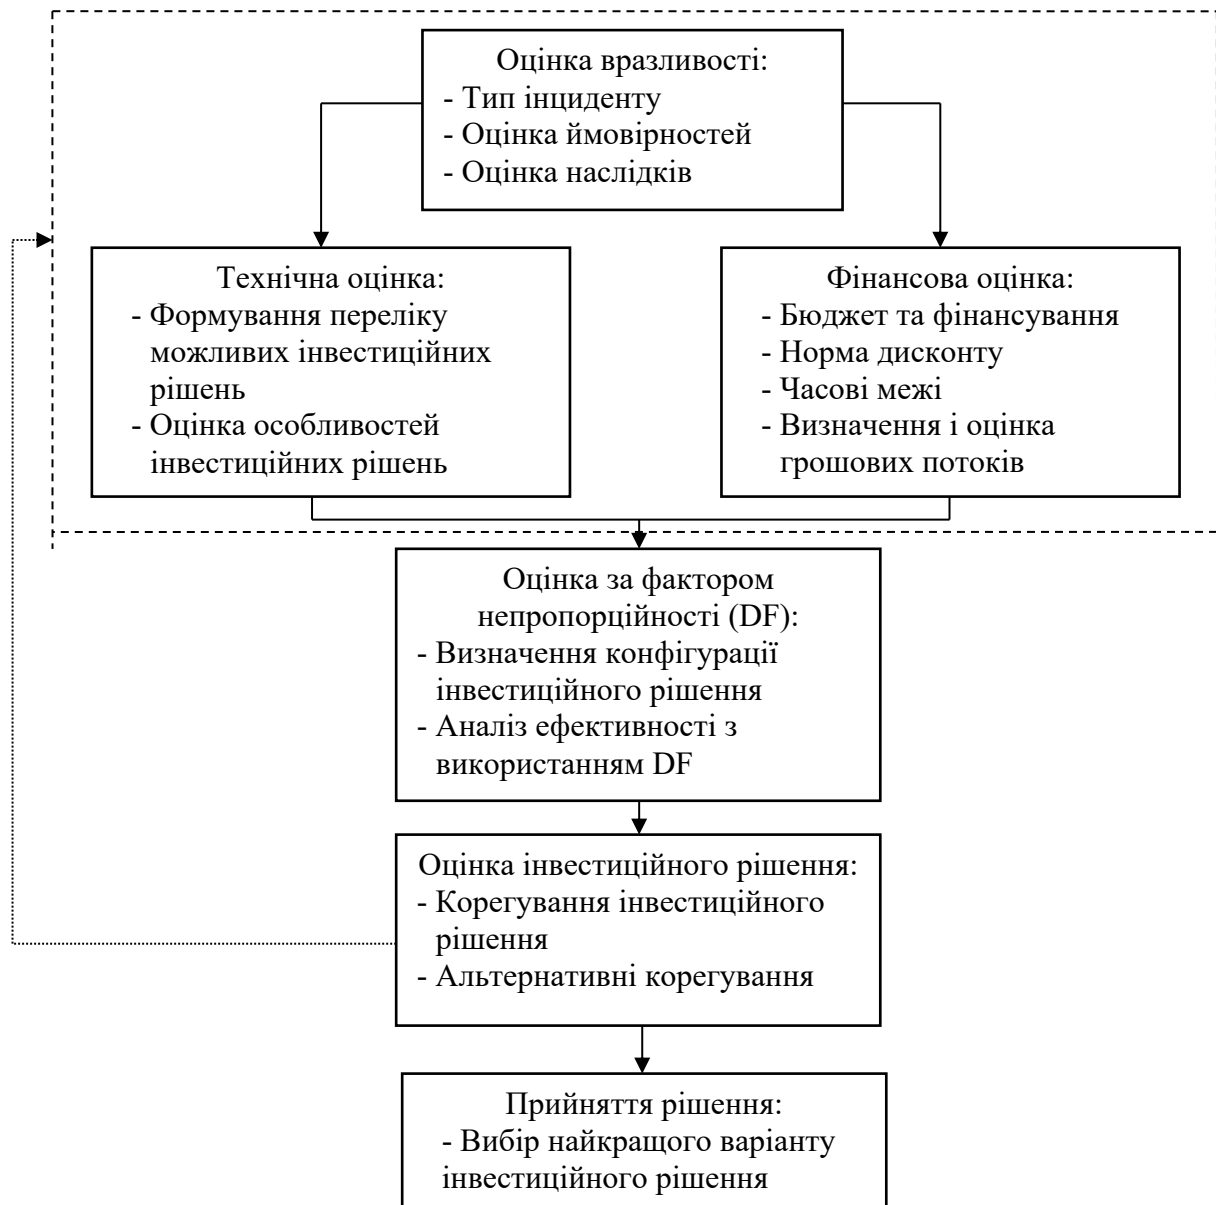 Оцінка вразливості:
- Тип інциденту
- Оцінка ймовірностей
- Оцінка наслідків
Технічна оцінка:
- Формування переліку
можливих інвестиційних
рішень
- Оцінка особливостей
інвестиційних рішень
Фінансова оцінка:
- Бюджет та фінансування
- Норма дисконту
- Часові межі
- Визначення і оцінка
грошових потоків
Оцінка за фактором
непропорційності (DF):
- Визначення конфігурації
інвестиційного рішення
- Аналіз ефективності з
використанням DF
Оцінка інвестиційного рішення:
- Корегування інвестиційного
рішення
- Альтернативні корегування
Прийняття рішення:
- Вибір найкращого варіанту
інвестиційного рішення